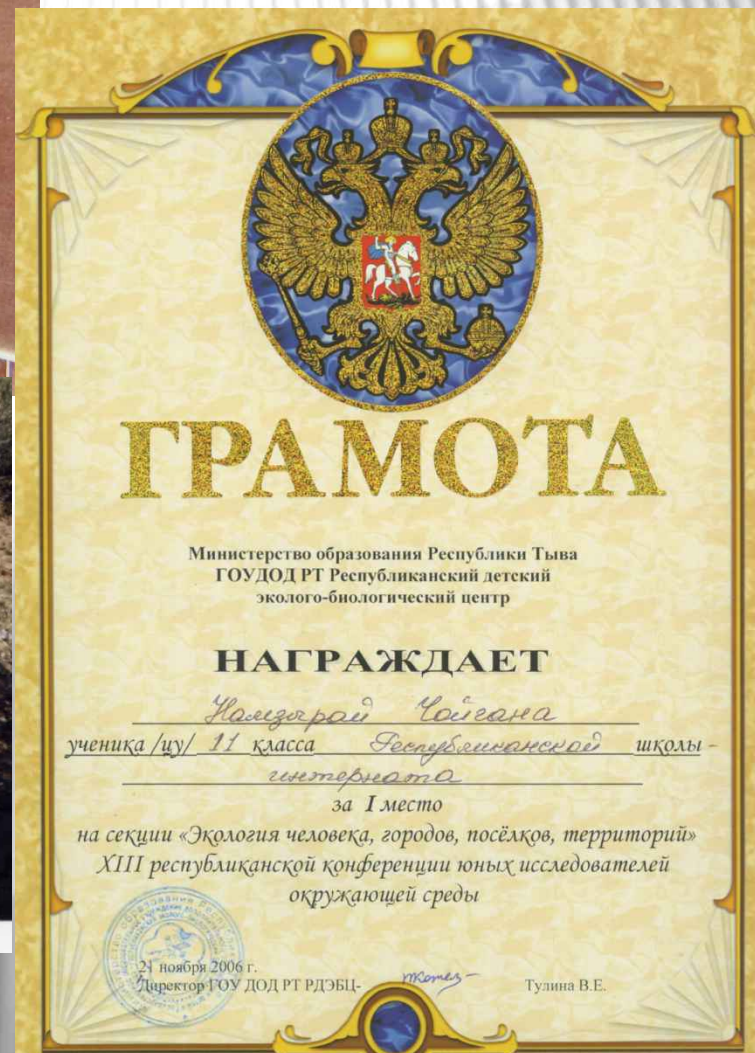 ГРАМОТА
Министерство образования Республики Тыва
ГОУДОД РТ Республиканский детский
эколого-биологический центр
НАГРАЖДАЕТ
Намзырай Чойгана
ученика /цу/ 11 класса Республиканской школы -
интерната
за I место
на секции «Экология человека, городов, посёлков, территорий»
XIII республиканской конференции юных исследователей
окружающей среды
21 ноября 2006 г.
Директор ГОУ ДОД РТ РДЭБЦ- Тулина В.Е.